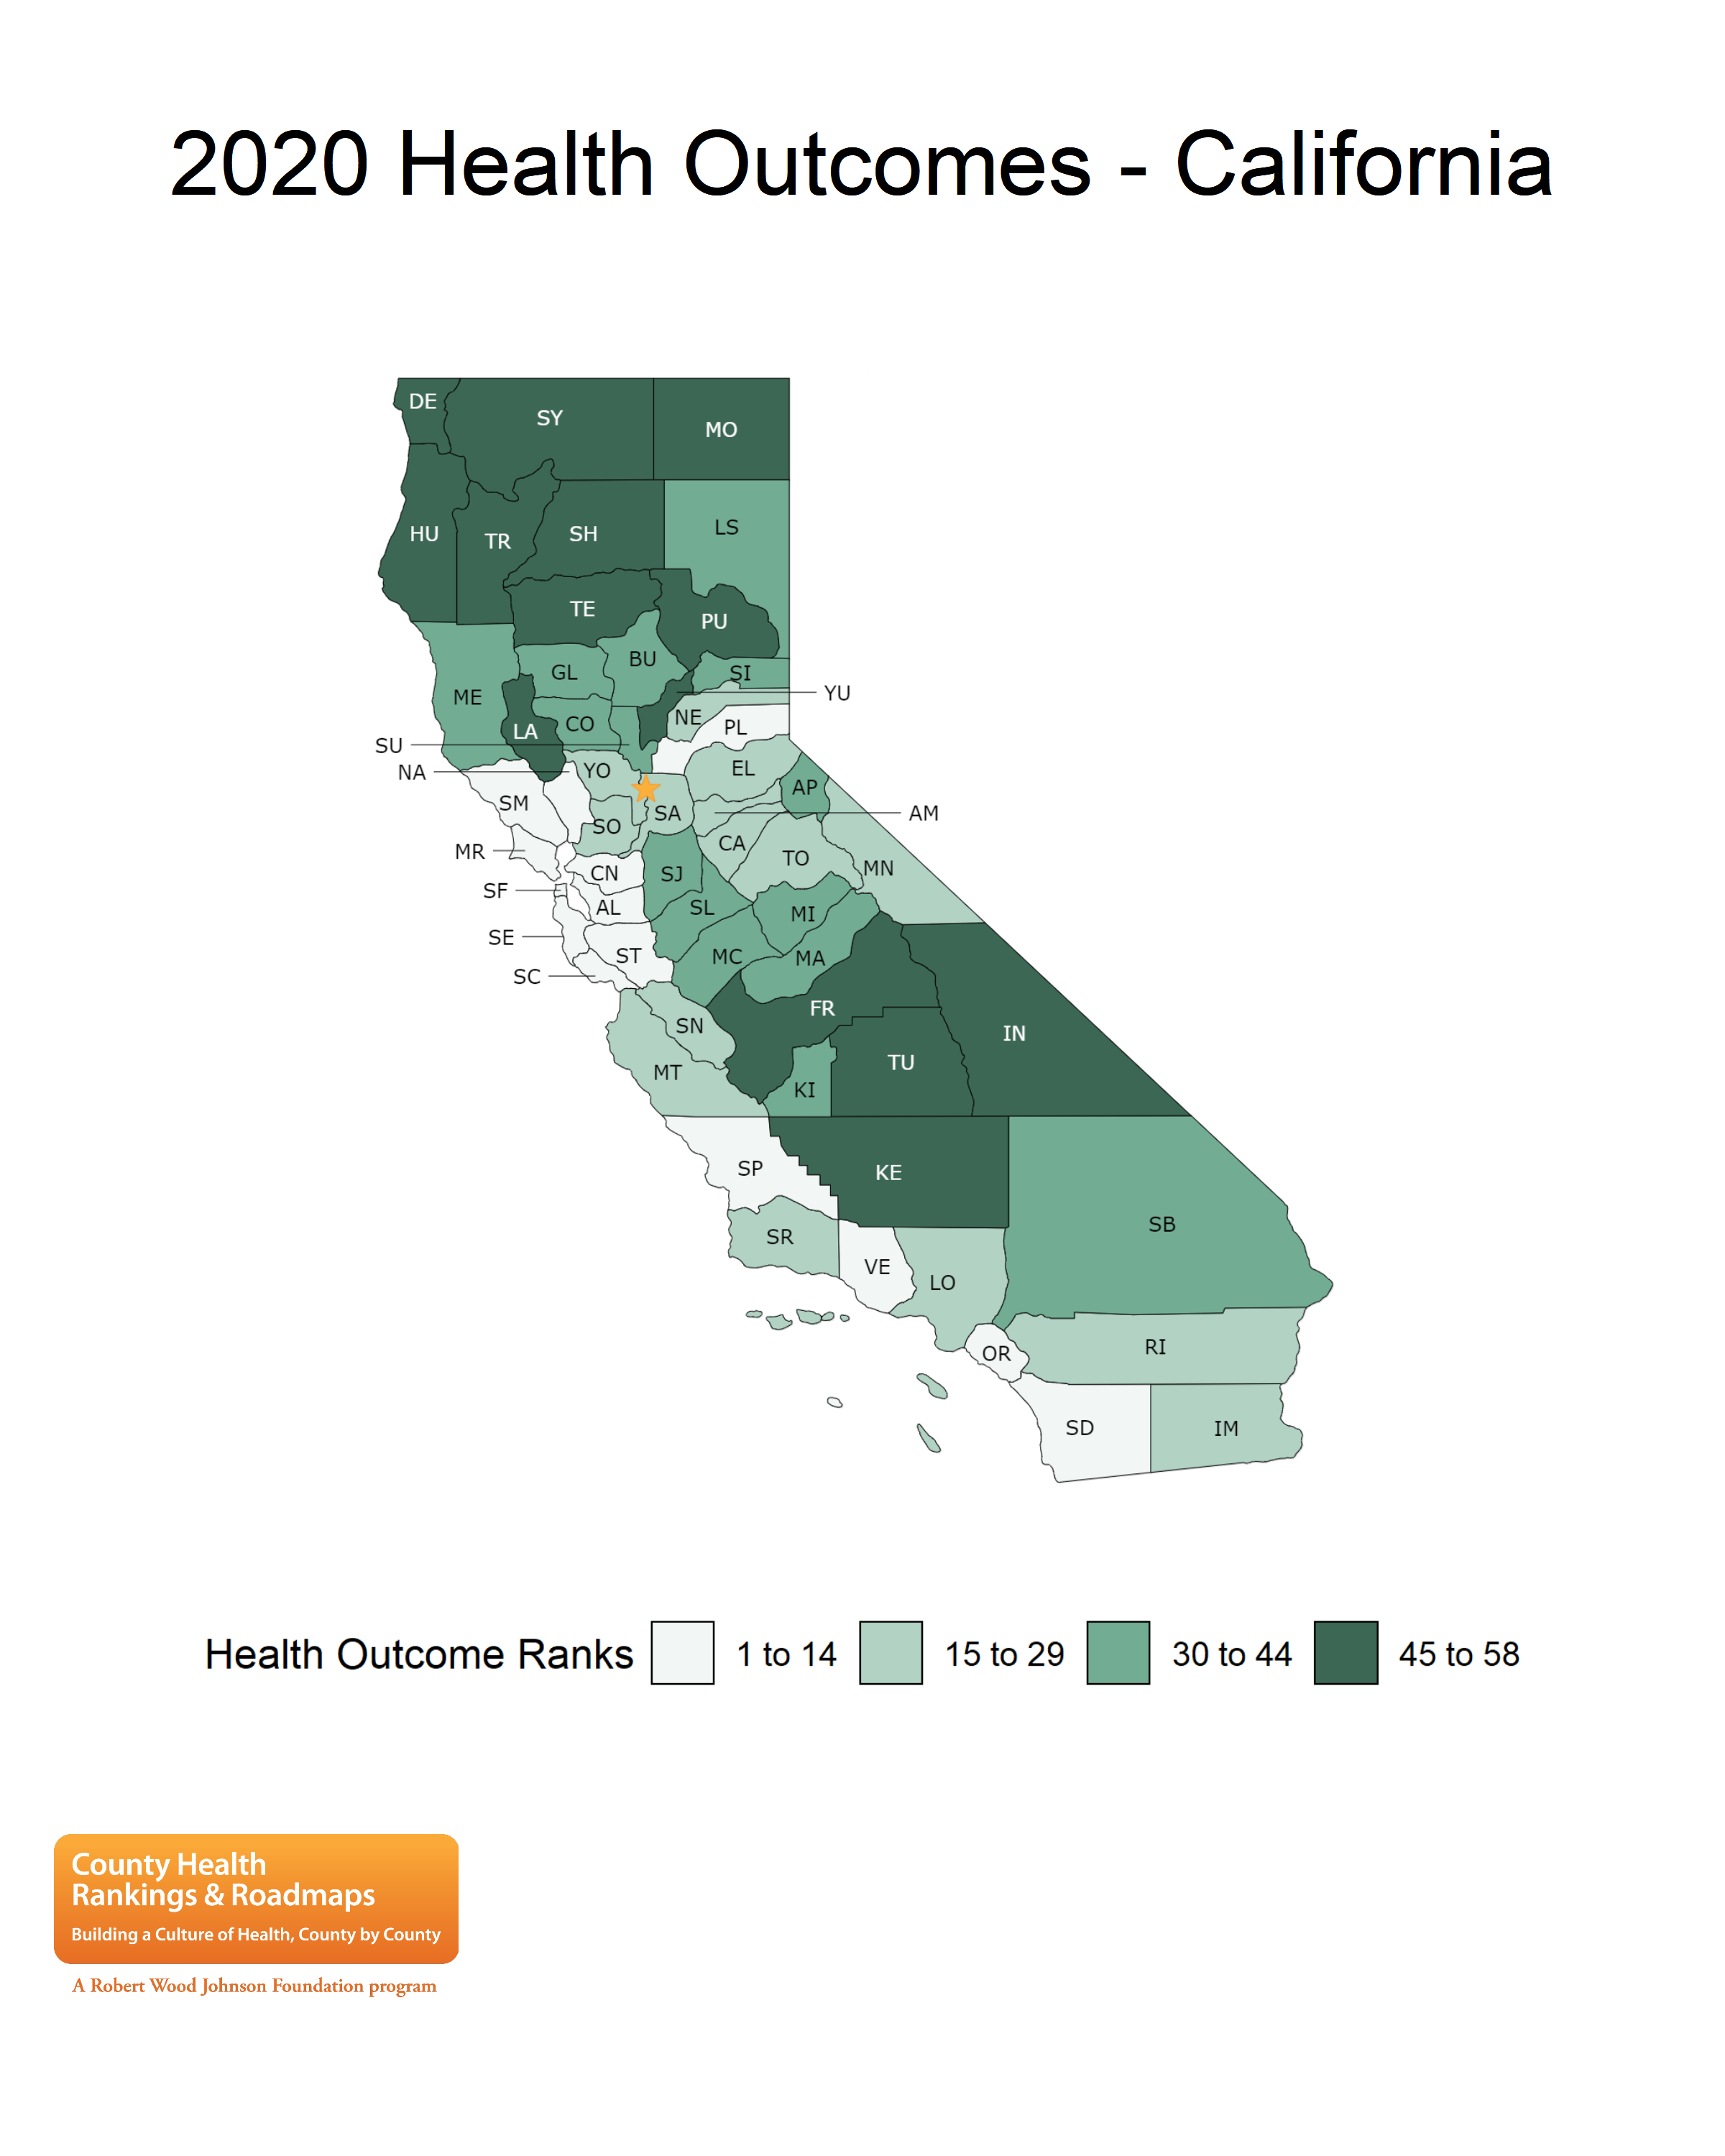 2020 Health Outcomes - California
DE
SY
MO
HU
TR
SH
LS
TE
PU
BU
GL
SI
ME
YU
NE
CO
PL
LA
SU
NA
YO
EL
AP
SM
SA
AM
SO
CA
MR
TO
MN
CN
SJ
SF
AL
SL
MI
SE
ST
MC
MA
SC
FR
SN
IN
TU
MT
KI
SP
KE
SB
SR
VE
LO
RI
OR
SD
IM
Health Outcome Ranks 1 to 14 15 to 29 30 to 44 45 to 58
County Health
Rankings & Roadmaps
Building a Culture of Health, County by County
A Robert Wood Johnson Foundation program